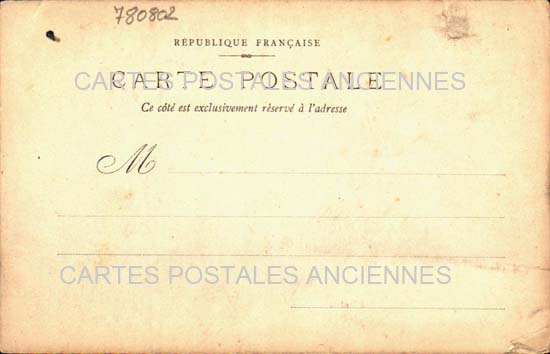 780802
RÉPUBLIQUE FRANÇAISE
CARTE POSTALE
CARTES POSTALES ANCIENNES
Ce côté est exclusivement réservé à l'adresse
M
CARTES POSTALES ANCIENNES